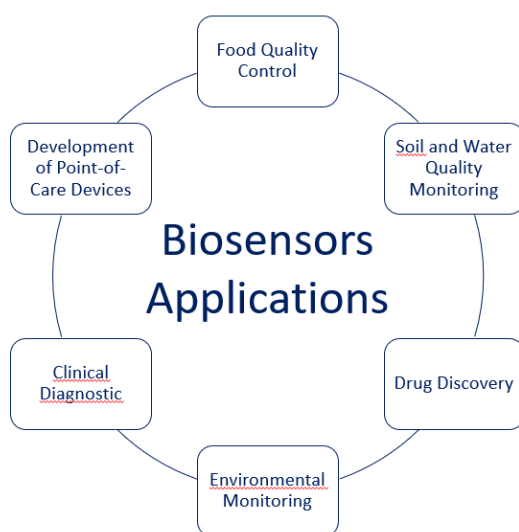 Food Quality
Control
Soil and Water
Quality
Monitoring
Drug Discovery
Environmental
Monitoring
Clinical
Diagnostic
Development
of Point-of-
Care Devices
Biosensors
Applications